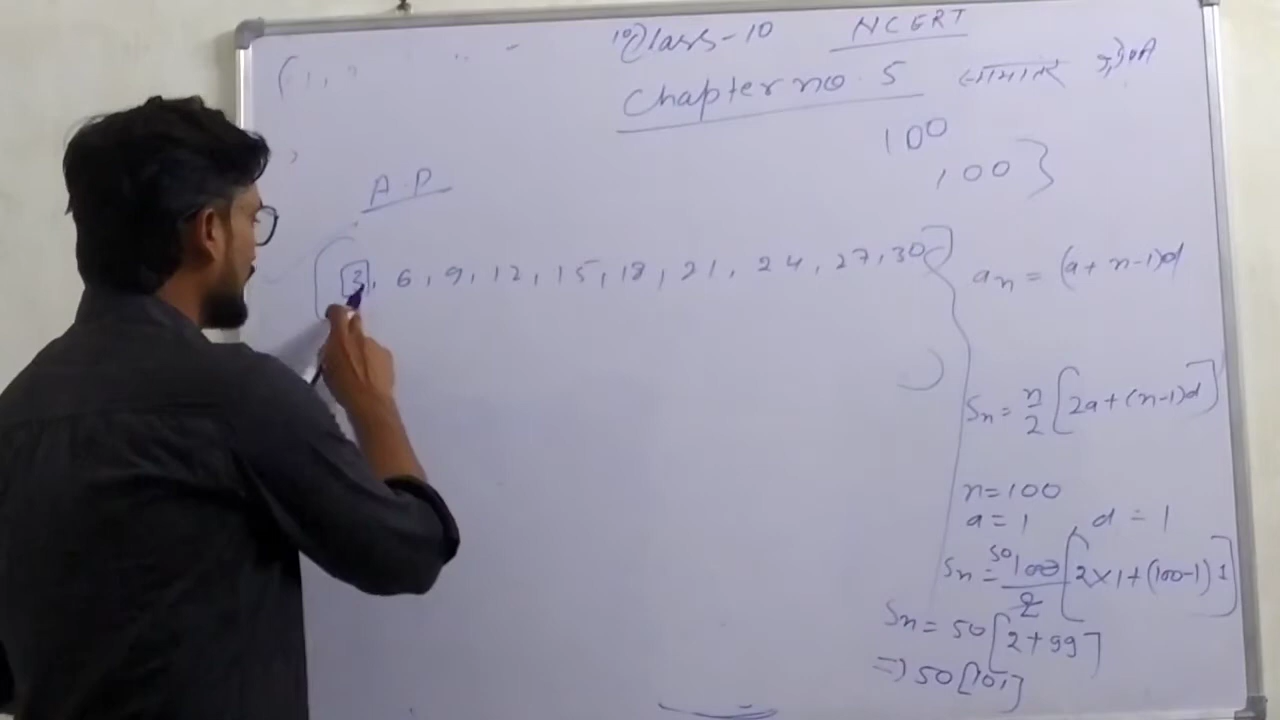 Class-10 NCERT
Chapter no. 5 समान्तर
100
100}
A.P
[3, 6, 9, 12, 15, 18, 21, 24, 27, 30]
an = (a+n-1)d
Sn = n/2 [2a+(n-1)d]
n=100
a=1, d=1
Sn = 50 100/2 [2×1+(100-1)1]
Sn = 50[2+99]
=) 50[101]